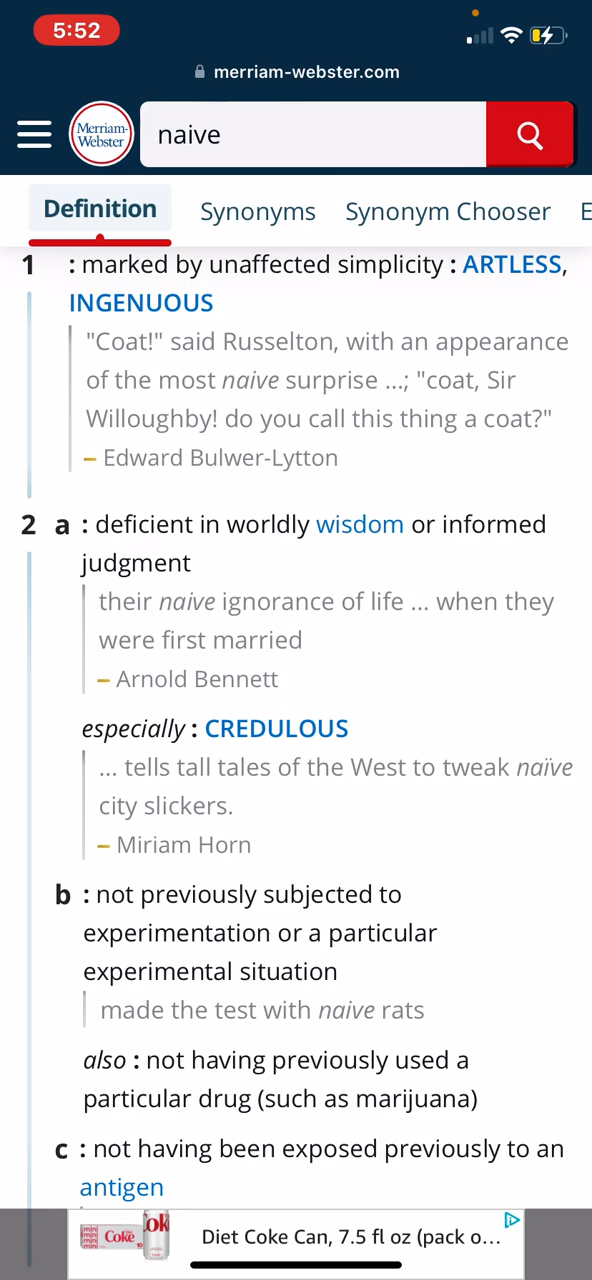 5:52
merriam-webster.com
Merriam-
Webster
naive
Definition Synonyms Synonym Chooser E
1 : marked by unaffected simplicity : ARTLESS,
INGENUOUS
"Coat!" said Russelton, with an appearance
of the most naive surprise ...; "coat, Sir
Willoughby! do you call this thing a coat?"
– Edward Bulwer-Lytton
2 a : deficient in worldly wisdom or informed
judgment
their naive ignorance of life ... when they
were first married
– Arnold Bennett
especially : CREDULOUS
... tells tall tales of the West to tweak naïve
city slickers.
– Miriam Horn
b : not previously subjected to
experimentation or a particular
experimental situation
made the test with naive rats
also : not having previously used a
particular drug (such as marijuana)
c : not having been exposed previously to an
antigen
mini
mini
mini
mini
Coke
Cok
Diet Coke Can, 7.5 fl oz (pack o...